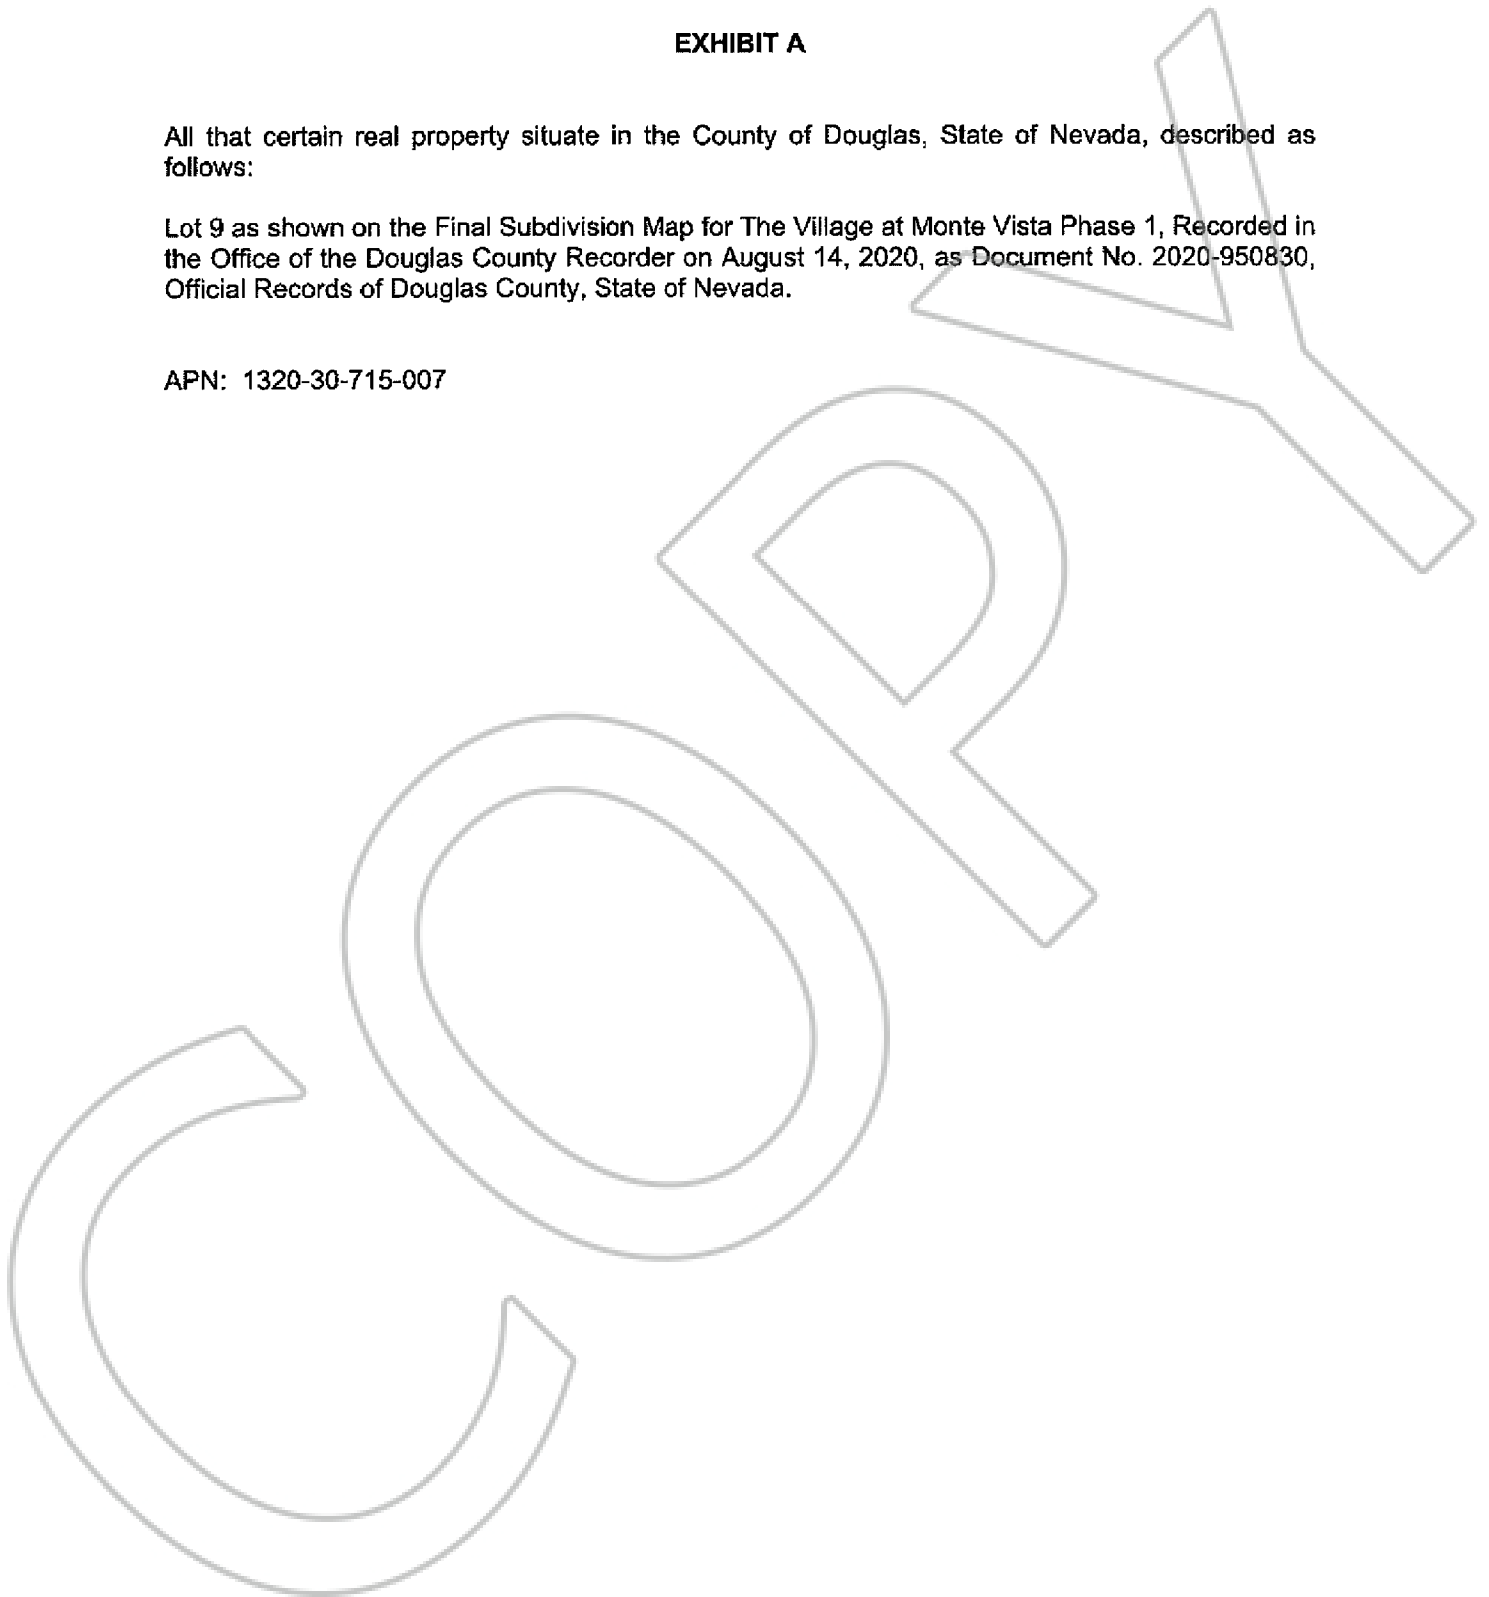 EXHIBIT A
All that certain real property situate in the County of Douglas, State of Nevada, described as
follows:
Lot 9 as shown on the Final Subdivision Map for The Village at Monte Vista Phase 1, Recorded in
the Office of the Douglas County Recorder on August 14, 2020, as Document No. 2020-950830,
Official Records of Douglas County, State of Nevada.
APN: 1320-30-715-007
COPY